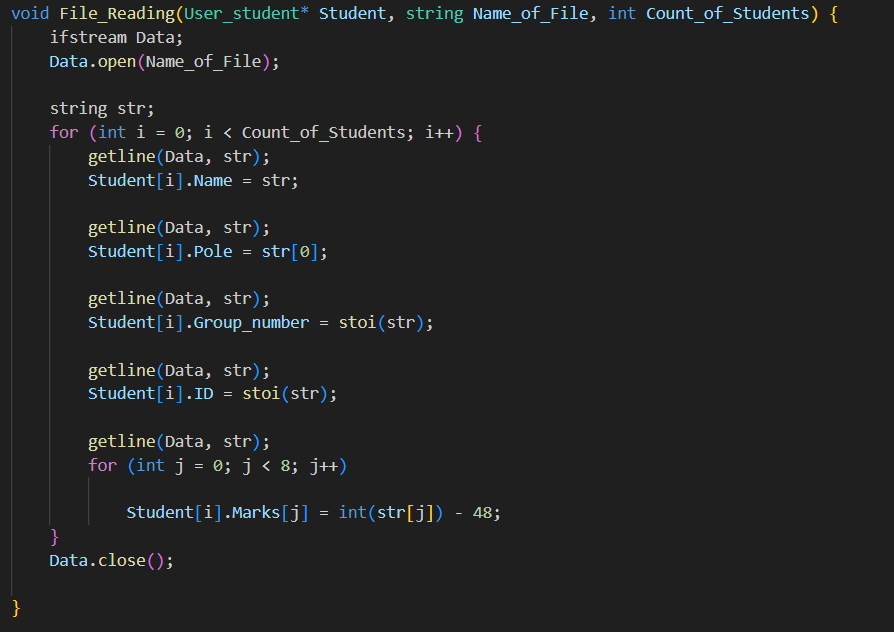 void File_Reading(User_student* Student, string Name_of_File, int Count_of_Students) {
    ifstream Data;
    Data.open(Name_of_File);

    string str;
    for (int i = 0; i < Count_of_Students; i++) {
        getline(Data, str);
        Student[i].Name = str;

        getline(Data, str);
        Student[i].Pole = str[0];

        getline(Data, str);
        Student[i].Group_number = stoi(str);

        getline(Data, str);
        Student[i].ID = stoi(str);

        getline(Data, str);
        for (int j = 0; j < 8; j++)

            Student[i].Marks[j] = int(str[j]) - 48;
    }
    Data.close();

}